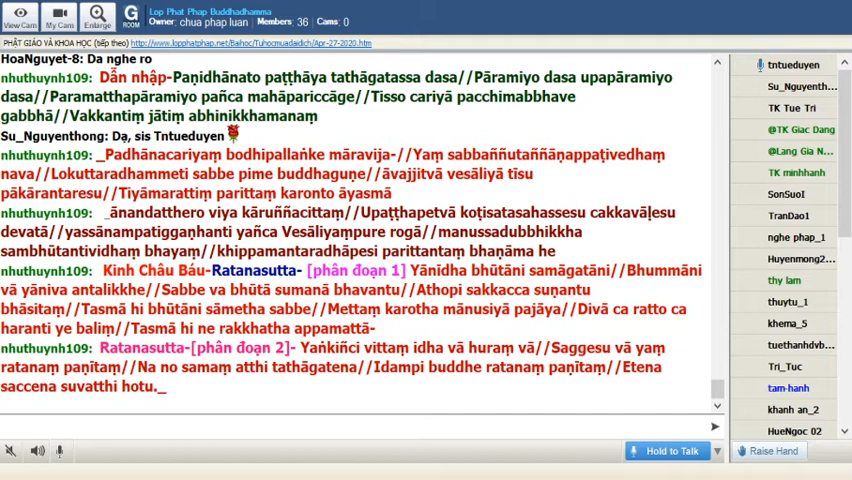 View Cam
My Cam
Enlarge
G
ROOM
Lop Phat Phap Buddhadhamma
Owner: chua phap luan Members: 36 Cams: 0
PHẬT GIÁO VÀ KHOA HỌC (tiếp theo) http://www.lopphatphap.net/Baihoc/Tuhocmuadaidich/Apr-27-2020.htm
HoaNguyet-8: Da nghe ro
nhuthuynh109: Dẫn nhập-Paṇidhānato paṭṭhāya tathāgatassa dasa//Pāramiyo dasa upapāramiyo
dasa//Paramatthapāramiyo pañca mahāpariccāge//Tisso cariyā pacchimabbhave
gabbhā//Vakkantiṃ jātiṃ abhinikkhamanaṃ
Su_Nguyenthong: Dạ, sis Tntueduyen
nhuthuynh109: _Padhānacariyaṃ bodhipallaṅke māravija-//Yaṃ sabbaññutaññāṇappaṭivedhaṃ
nava//Lokuttaradhammeti sabbe pime buddhaguṇe//āvajjitvā vesāliyā tīsu
pākārantaresu//Tiyāmarattiṃ parittaṃ karonto āyasmā
nhuthuynh109: _ānandatthero viya kāruññacittaṃ//Upaṭṭhapetvā koṭisatasahassesu cakkavāḷesu
devatā//yassānampatiggaṇhanti yañca Vesāliyaṃpure rogā//manussadubbhikkha
sambhūtantividhaṃ bhayaṃ//khippamantaradhāpesi parittantaṃ bhaṇāma he
nhuthuynh109: Kinh Châu Báu-Ratanasutta- [phân đoạn 1] Yānīdha bhūtāni samāgatāni//Bhummāni
vā yāniva antalikkhe//Sabbe va bhūtā sumanā bhavantu//Athopi sakkacca suṇantu
bhāsitaṃ//Tasmā hi bhūtāni sāmetha sabbe//Mettaṃ karotha mānusiyā pajāya//Divā ca ratto ca
haranti ye baliṃ//Tasmā hi ne rakkhatha appamattā-
nhuthuynh109: Ratanasutta-[phân đoạn 2]- Yaṅkiñci vittaṃ idha vā huraṃ vā//Saggesu vā yaṃ
ratanaṃ paṇītaṃ//Na no samaṃ atthi tathāgatena//Idampi buddhe ratanaṃ paṇītaṃ//Etena
saccena suvatthi hotu._
Hold to Talk
tntueduyen
Su_Nguyenth...
TK Tue Tri
@TK Giac Dang
@Lang Gia N...
TK minhhanh
SonSuoI
TranDao1
nghe phap_1
Huyenmong2...
thy lam
thuytu_1
khema_5
tuethanhdvb...
Tri_Tuc
tam-hanh
khanh an_2
HueNgoc 02
Raise Hand